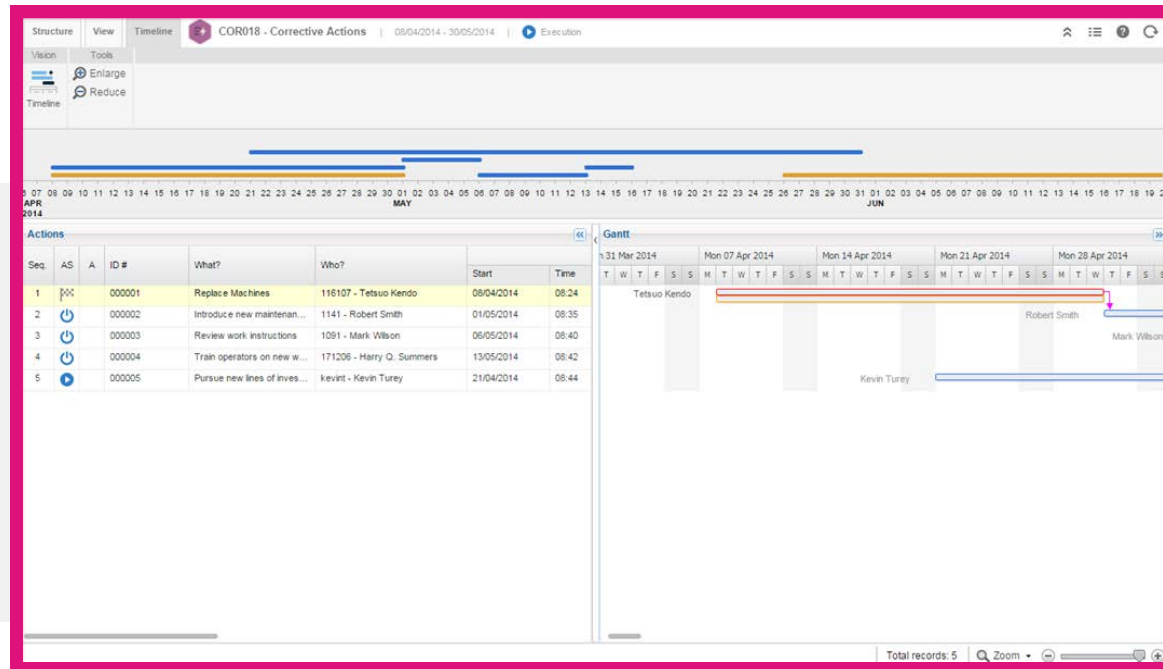 Structure View Timeline COR018 - Corrective Actions | 08/04/2014 - 30/05/2014 | Execution
Vision Tools
Enlarge
Reduce
Timeline
07 08 09 10 11 12 13 14 15 16 17 18 19 20 21 22 23 24 25 26 27 28 29 30 01 02 03 04 05 06 07 08 09 10 11 12 13 14 15 16 17 18 19 20 21 22 23 24 25 26 27 28 29 30 31 01 02 03 04 05 06 07 08 09 10 11 12 13 14 15 16 17 18 19
APR MAY JUN
2014
Actions Gantt
31 Mar 2014 Mon 07 Apr 2014 Mon 14 Apr 2014 Mon 21 Apr 2014 Mon 28 Apr 2014
Seq. AS A ID # What? Who? Start Time
T W T F S S M T W T F S S M T W T F S S M T W T F S S M T W T F S
1 000001 Replace Machines 116107 - Tetsuo Kendo 08/04/2014 08:24 Tetsuo Kendo
2 000002 Introduce new maintenan... 1141 - Robert Smith 01/05/2014 08:35 Robert Smith
3 000003 Review work instructions 1091 - Mark Wilson 06/05/2014 08:40 Mark Wilson
4 000004 Train operators on new w... 171206 - Harry Q. Summers 13/05/2014 08:42
5 000005 Pursue new lines of inves... kevint - Kevin Turey 21/04/2014 08:44 Kevin Turey
Total records: 5 Zoom